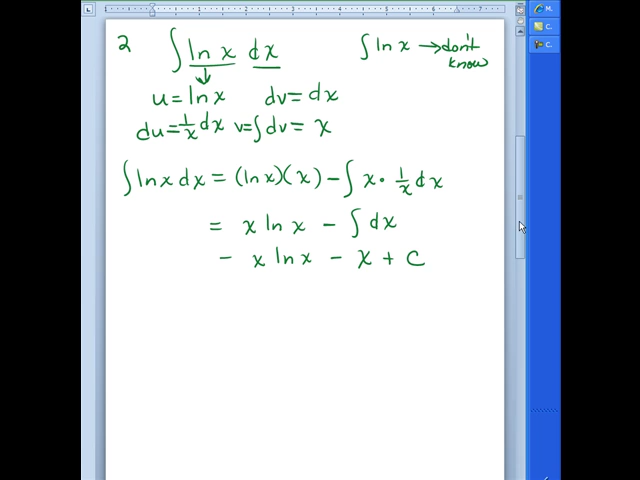 2 ∫ ln x dx ∫ ln x → don't know
u = ln x dv = dx
du = 1/x dx v = ∫ dv = x
∫ ln x dx = (ln x)(x) - ∫ x · 1/x dx
= x ln x - ∫ dx
- x ln x - x + C